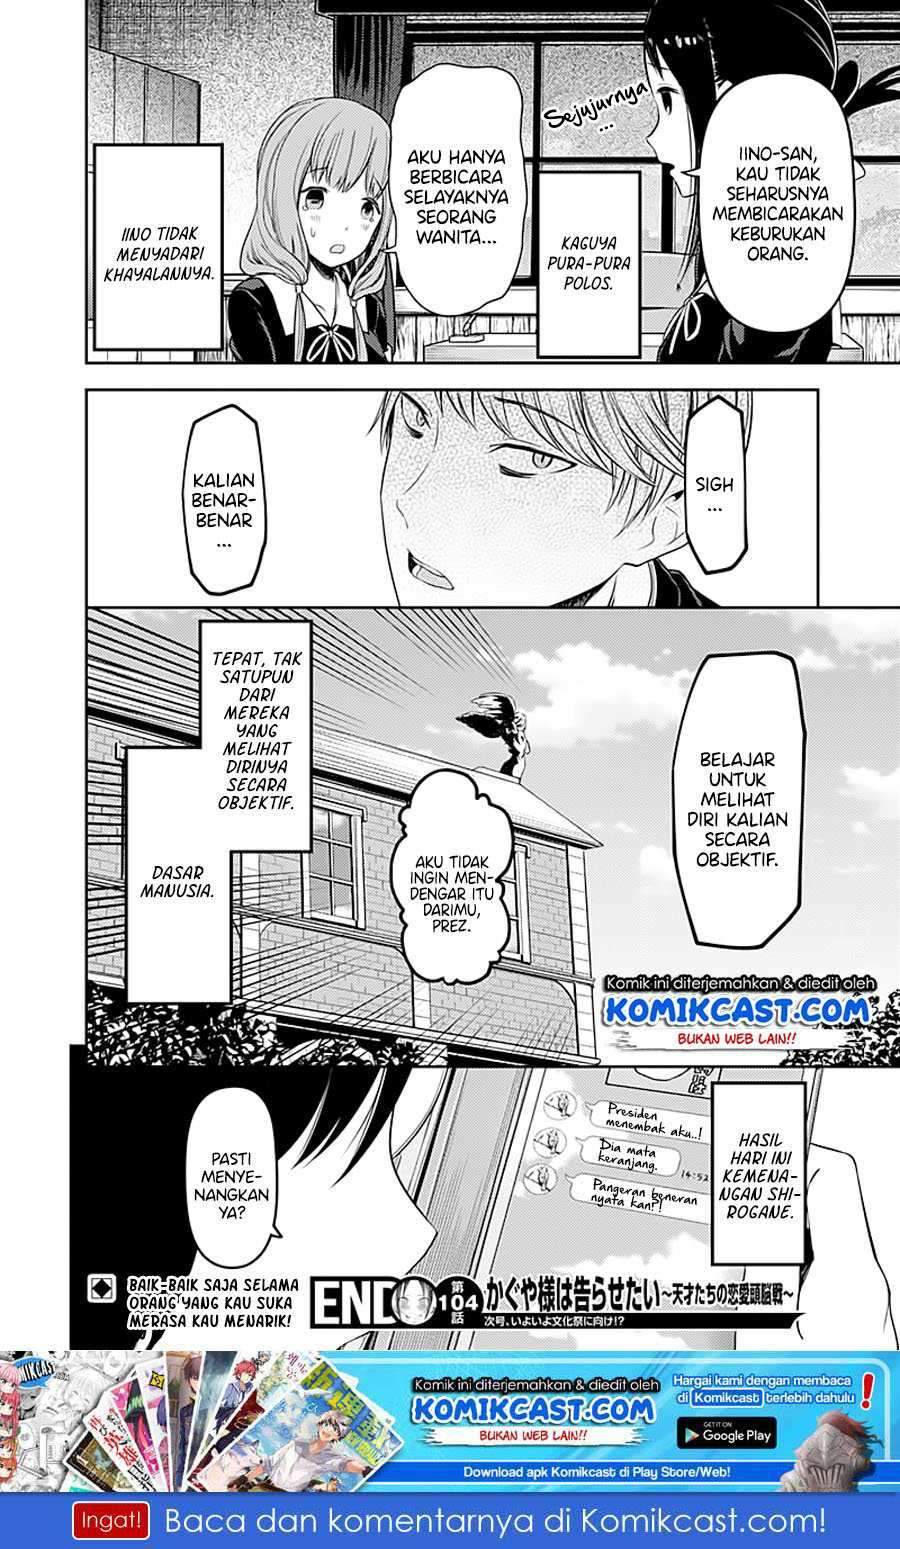 Sejujurnya
...
IINO-SAN,
KAU TIDAK
SEHARUSNYA
MEMBICARAKAN
KEBURUKAN
ORANG.
KAGUYA
PURA-PURA
POLOS.
AKU HANYA
BERBICARA
SELAYAKNYA
SEORANG
WANITA...
IINO TIDAK
MENYADARI
KHAYALANNYA.
SIGH
...
KALIAN
BENAR-
BENAR
...
BELAJAR
UNTUK
MELIHAT
DIRI KALIAN
SECARA
OBJEKTIF.
AKU TIDAK
INGIN MEN-
DENGAR ITU
DARIMU,
PREZ.
TEPAT, TAK
SATUPUN
DARI
MEREKA
YANG
MELIHAT
DIRINYA
SECARA
OBJEKTIF.
DASAR
MANUSIA.
Komik ini diterjemahkan & diedit oleh
KOMIKCAST.COM
BUKAN WEB LAIN!!
HASIL
HARI INI
KEMENA-
NGAN SHI-
ROGANE.
Presiden
menembak aku..!
Dia mata
keranjang.
14:52
Pangeran beneran
nyata kan?!
PASTI
MENYE-
NANGKAN
YA?
BAIK-BAIK SAJA SELAMA
ORANG YANG KAU SUKA
MERASA KAU MENARIK!
END
第
104
話
かぐや様は告らせたい
～天才たちの恋愛頭脳戦～
次号、いよいよ文化祭に向け!?
Komik ini diterjemahkan & diedit oleh
KOMIKCAST.COM
BUKAN WEB LAIN!!
Hargai kami dengan membaca
di Komikcast terlebih dahulu
!
GET IT ON
Google Play
Download apk Komikcast di Play Store/Web!
Ingat! Baca dan komentarnya di Komikcast.com!